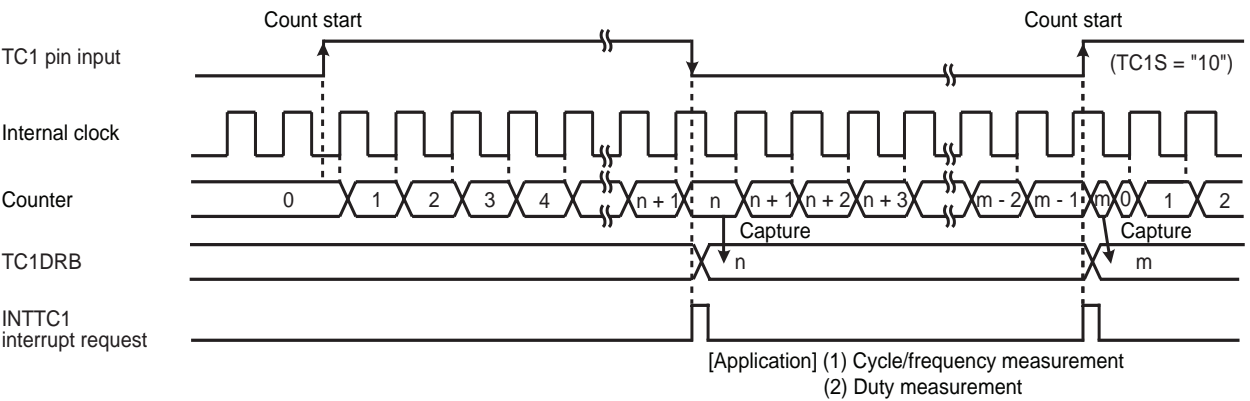 Count start Count start
TC1 pin input
(TC1S = "10")
Internal clock
Counter 0 1 2 3 4 n + 1 n n + 1 n + 2 n + 3 m - 2 m - 1 m 0 1 2
Capture Capture
TC1DRB n m
INTTC1
interrupt request
[Application] (1) Cycle/frequency measurement
(2) Duty measurement